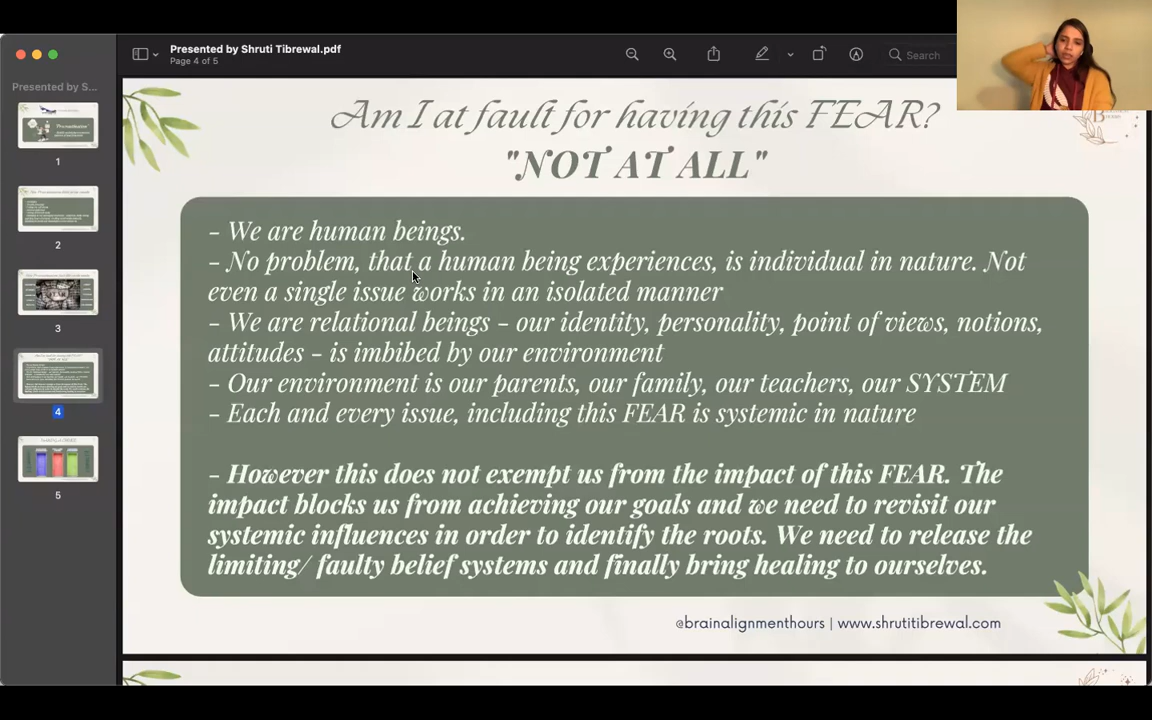 Presented by Shruti Tibrewal.pdf
Page 4 of 5
Search
Presented by S...
1
2
3
4
5
Am I at fault for having this FEAR?
"NOT AT ALL"
- We are human beings.
- No problem, that a human being experiences, is individual in nature. Not
even a single issue works in an isolated manner
- We are relational beings - our identity, personality, point of views, notions,
attitudes - is imbibed by our environment
- Our environment is our parents, our family, our teachers, our SYSTEM
- Each and every issue, including this FEAR is systemic in nature
- However this does not exempt us from the impact of this FEAR. The
impact blocks us from achieving our goals and we need to revisit our
systemic influences in order to identify the roots. We need to release the
limiting/ faulty belief systems and finally bring healing to ourselves.
@brainalignmenthours | www.shrutitibrewal.com